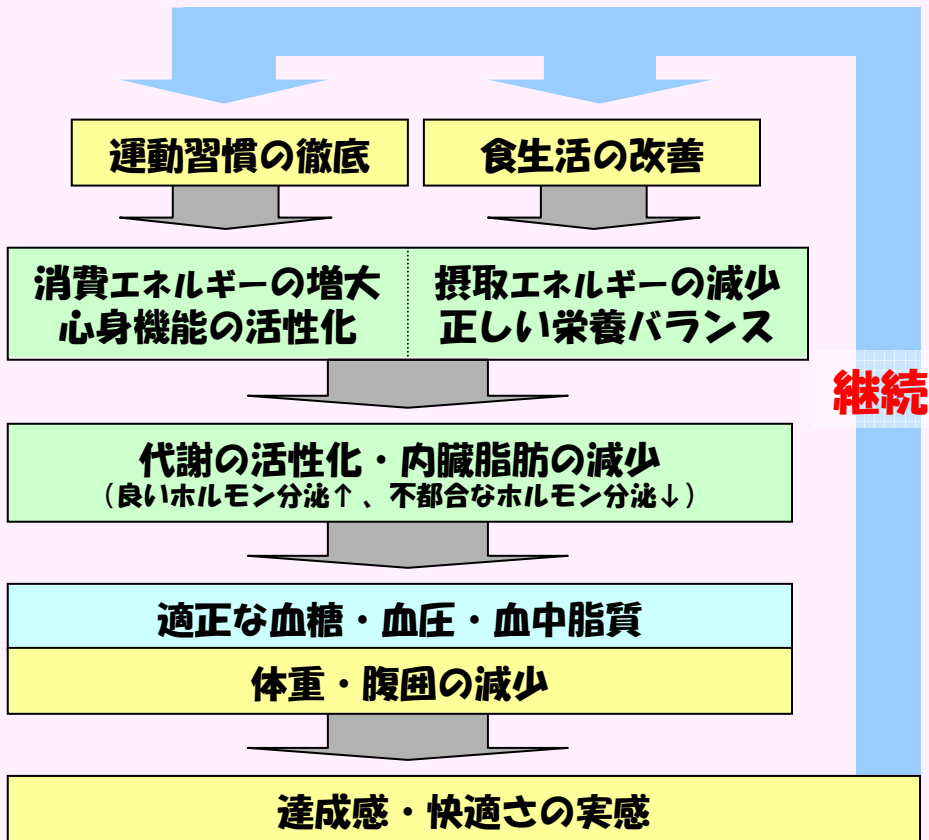 運動習慣の徹底
食生活の改善
消費エネルギーの増大
心身機能の活性化
摂取エネルギーの減少
正しい栄養バランス
継続
代謝の活性化・内臓脂肪の減少
（良いホルモン分泌↑、不都合なホルモン分泌↓）
適正な血糖・血圧・血中脂質
体重・腹囲の減少
達成感・快適さの実感